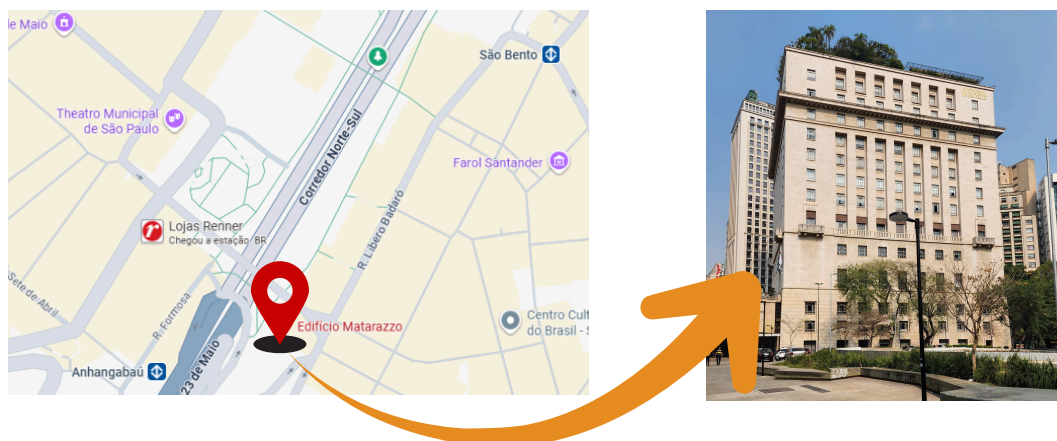 de Maio
São Bento
Theatro Municipal
de São Paulo
Corredor Norte-Sul
Farol Santander
R. Líbero Badaró
r
Lojas Renner
Chegou a estação BR
Sete de Abril
R. Formosa
Edifício Matarazzo
Centro Cult
do Brasil - S
Anhangabaú
23 de Maio